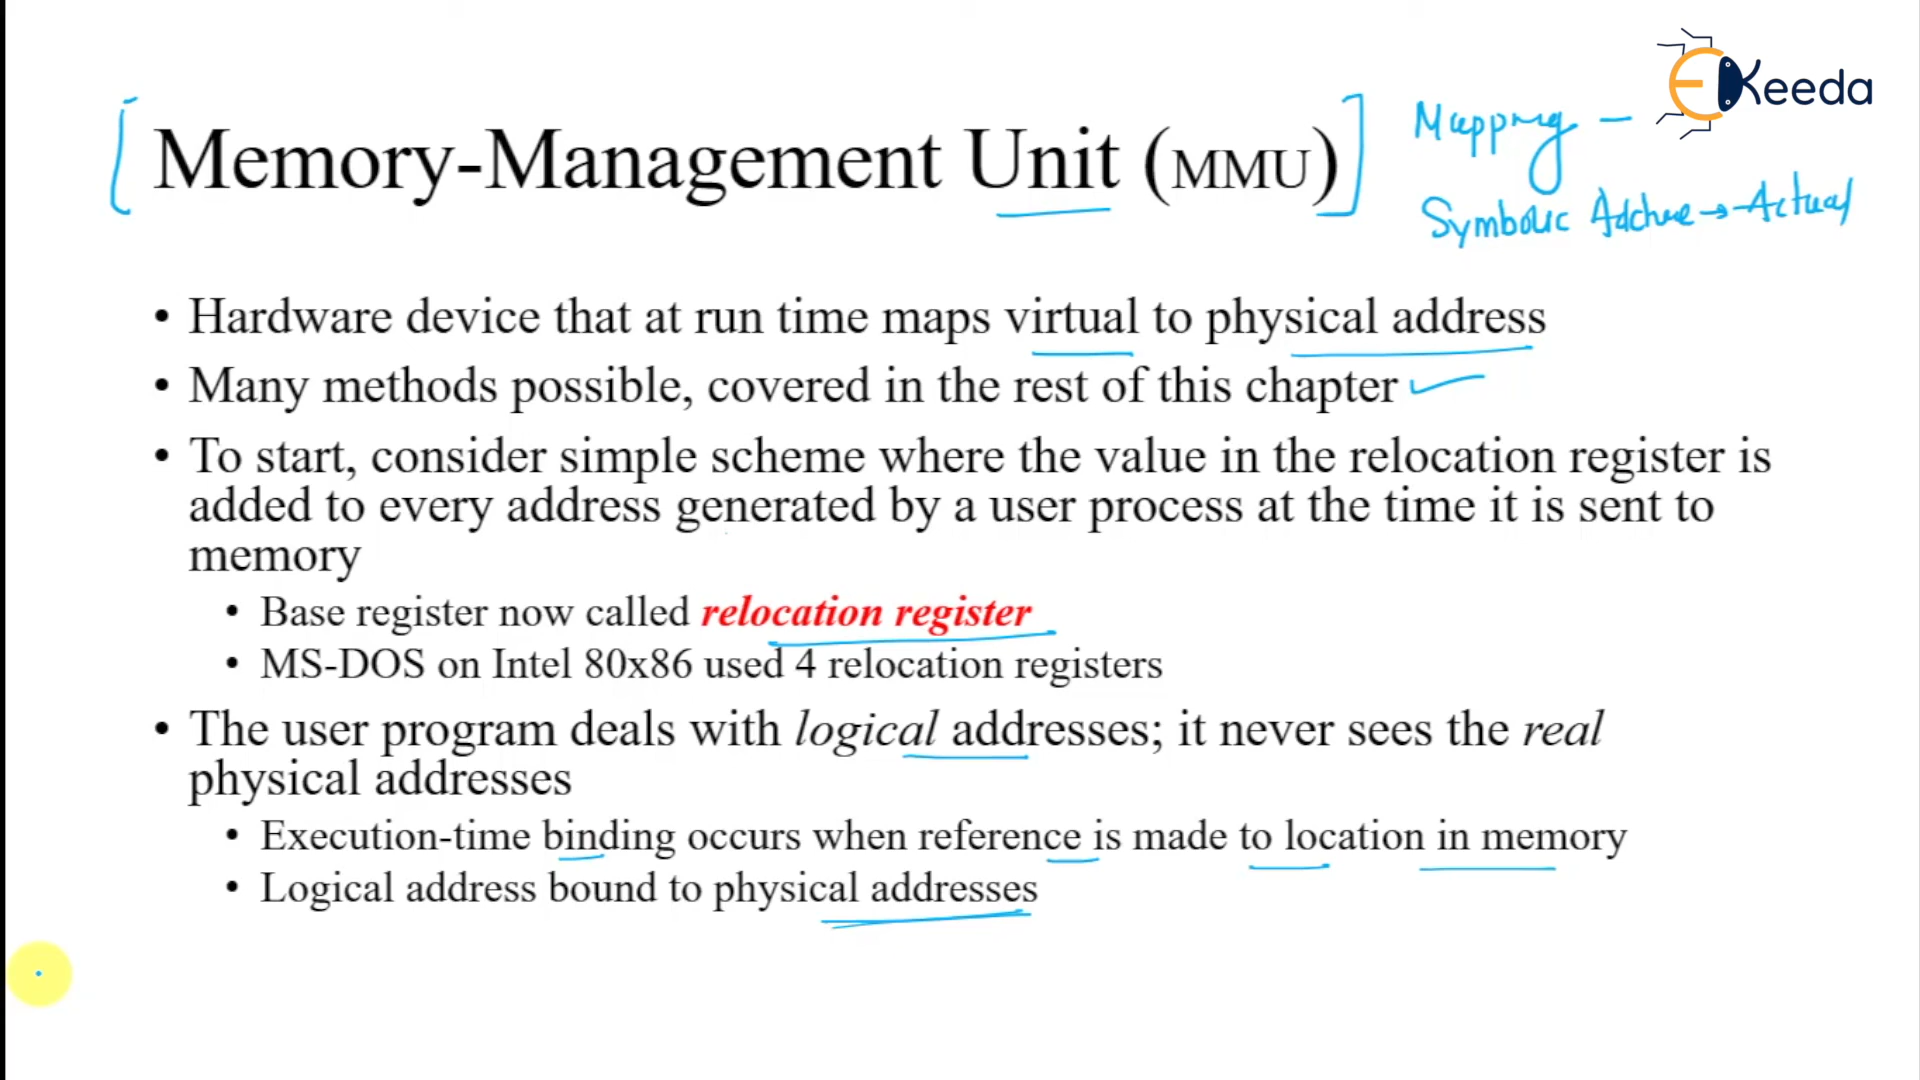 EKeeda
Memory-Management Unit (MMU)
Mapping -
Symbolic Address → Actual
• Hardware device that at run time maps virtual to physical address
• Many methods possible, covered in the rest of this chapter
• To start, consider simple scheme where the value in the relocation register is
added to every address generated by a user process at the time it is sent to
memory
• Base register now called relocation register
• MS-DOS on Intel 80x86 used 4 relocation registers
• The user program deals with logical addresses; it never sees the real
physical addresses
• Execution-time binding occurs when reference is made to location in memory
• Logical address bound to physical addresses